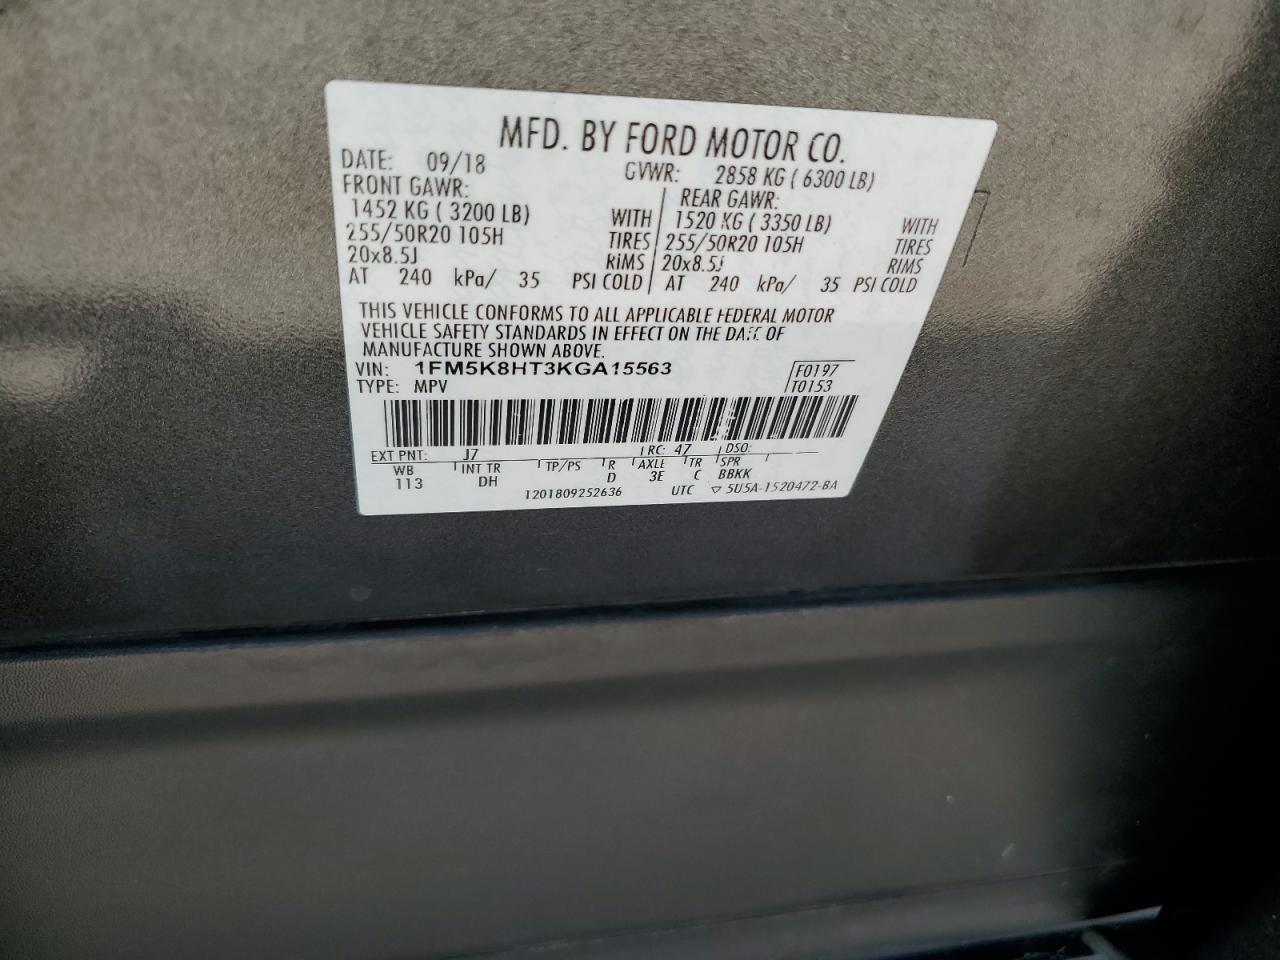 MFD. BY FORD MOTOR CO.
DATE: 09/18 GVWR: 2858 KG ( 6300 LB)
FRONT GAWR: REAR GAWR:
1452 KG ( 3200 LB) WITH 1520 KG ( 3350 LB) WITH
255/50R20 105H TIRES 255/50R20 105H TIRES
20x8.5J RIMS 20x8.5J RIMS
AT 240 kPa/ 35 PSI COLD AT 240 kPa/ 35 PSI COLD
THIS VEHICLE CONFORMS TO ALL APPLICABLE FEDERAL MOTOR
VEHICLE SAFETY STANDARDS IN EFFECT ON THE DATE OF
MANUFACTURE SHOWN ABOVE.
VIN: 1FM5K8HT3KGA15563 F0197
TYPE: MPV T0153
EXT PNT: J7 RC: 47 DSO:
WB INT TR TP/PS R AXLE TR SPR
113 DH D 3E C BBKK
1201809252636 UTC ▽ 5U5A-1520472-BA